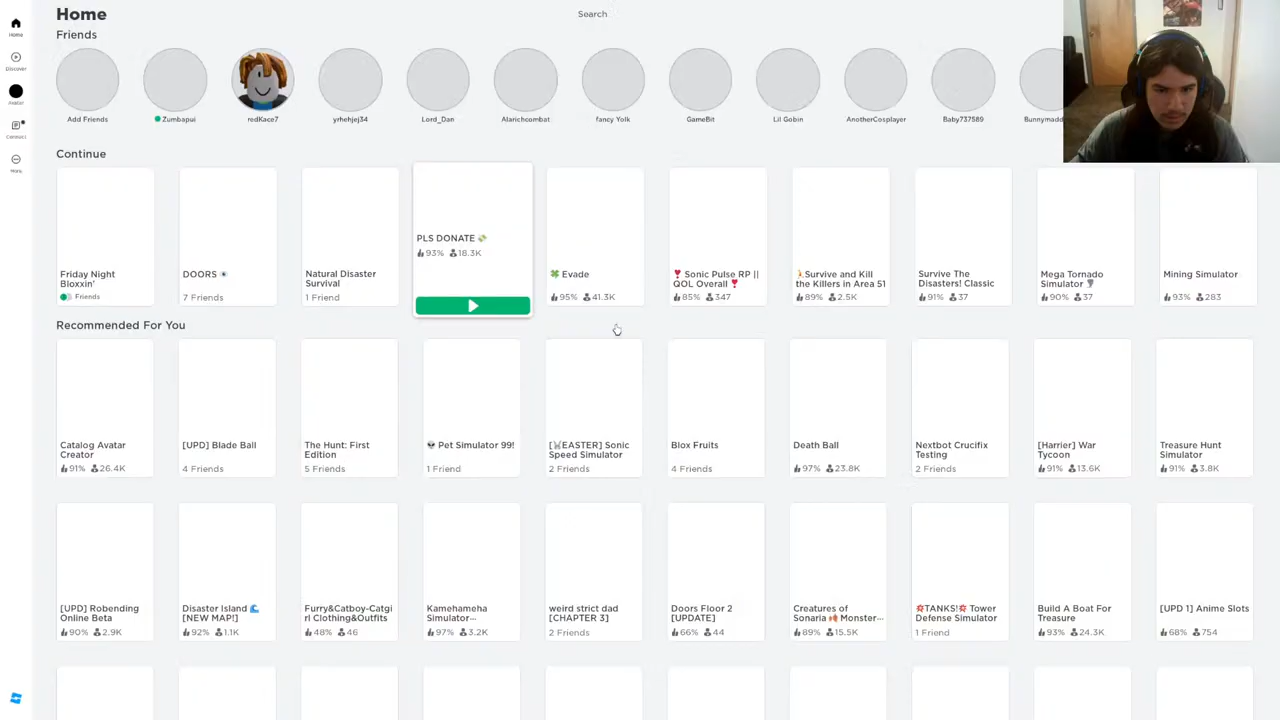 Home
Search
Friends
Home
Discover
Avatar
More
Add Friends
Zumbapui
redKace7
yrhehjej34
Lord_Dan
Alarichcombat
fancy Yolk
GameBit
Lil Gobin
AnotherCosplayer
Baby737589
Continue
Friday Night
Bloxxin'
Friends
DOORS 👁
7 Friends
Natural Disaster
Survival
1 Friend
PLS DONATE 💸
93% 18.3K
🍀 Evade
95% 41.3K
❣️ Sonic Pulse RP ||
QOL Overall ❣️
85% 347
Survive and Kill
the Killers in Area 51
89% 2.5K
Survive The
Disasters! Classic
91% 37
Mega Tornado
Simulator 🌪
90% 37
Mining Simulator
93% 283
Recommended For You
Catalog Avatar
Creator
91% 26.4K
[UPD] Blade Ball
4 Friends
The Hunt: First
Edition
5 Friends
👽 Pet Simulator 99!
1 Friend
[EASTER] Sonic
Speed Simulator
2 Friends
Blox Fruits
4 Friends
Death Ball
97% 23.8K
Nextbot Crucifix
Testing
2 Friends
[Harrier] War
Tycoon
91% 13.6K
Treasure Hunt
Simulator
91% 3.8K
[UPD] Robending
Online Beta
90% 2.9K
Disaster Island 🌊
[NEW MAP!]
92% 1.1K
Furry&Catboy-Catgi
rl Clothing&Outfits
48% 46
Kamehameha
Simulator...
97% 3.2K
weird strict dad
[CHAPTER 3]
2 Friends
Doors Floor 2
[UPDATE]
66% 44
Creatures of
Sonaria Monster...
89% 15.5K
💥TANKS!💥 Tower
Defense Simulator
1 Friend
Build A Boat For
Treasure
93% 24.3K
[UPD 1] Anime Slots
68% 754